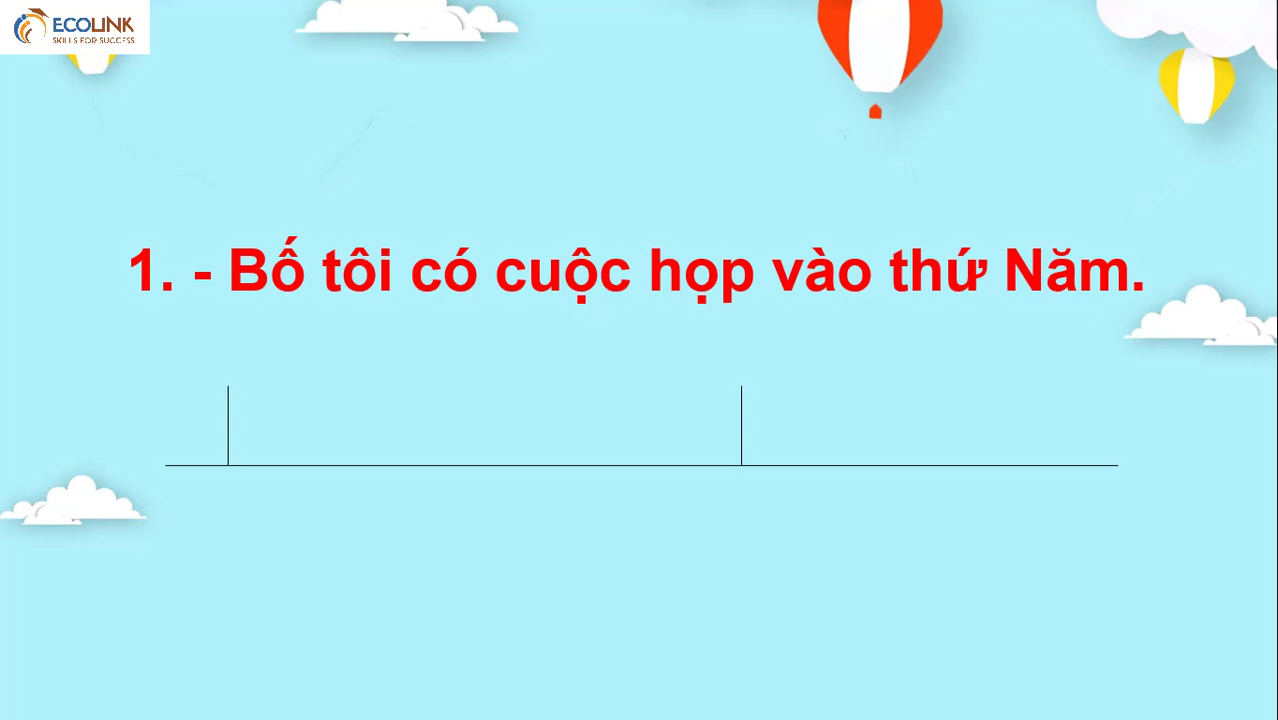 ECOLINK
SKILLS FOR SUCCESS
1. - Bố tôi có cuộc họp vào thứ Năm.